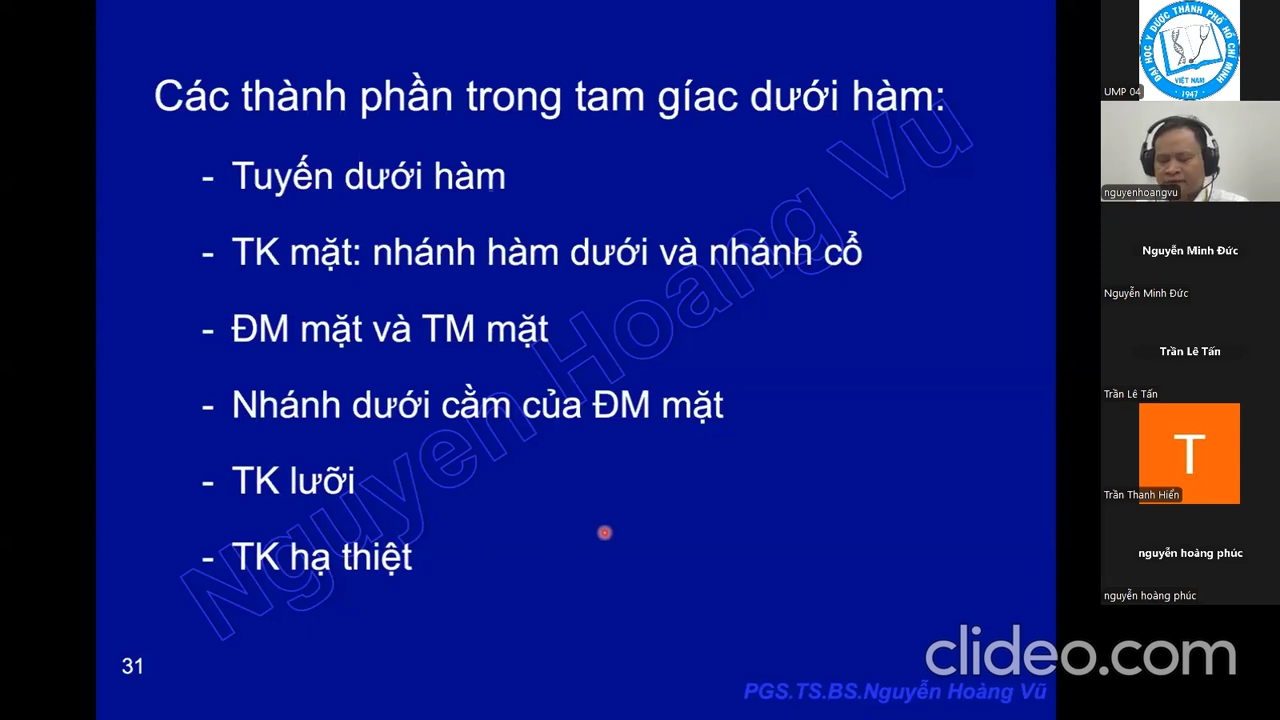 Các thành phần trong tam gíac dưới hàm:
- Tuyến dưới hàm
- TK mặt: nhánh hàm dưới và nhánh cổ
- ĐM mặt và TM mặt
- Nhánh dưới cằm của ĐM mặt
- TK lưỡi
- TK hạ thiệt
Nguyen Hoang Vu
31
PGS.TS.BS.Nguyễn Hoàng Vũ
clideo.com
ĐẠI HỌC Y DƯỢC THÀNH PHỐ HỒ CHÍ MINH
VIỆT NAM
1947
UMP 04
nguyenhoangvu
Nguyễn Minh Đức
Nguyễn Minh Đức
Trần Lê Tấn
Trần Lê Tấn
T
Trần Thanh Hiển
nguyễn hoàng phúc
nguyễn hoàng phúc